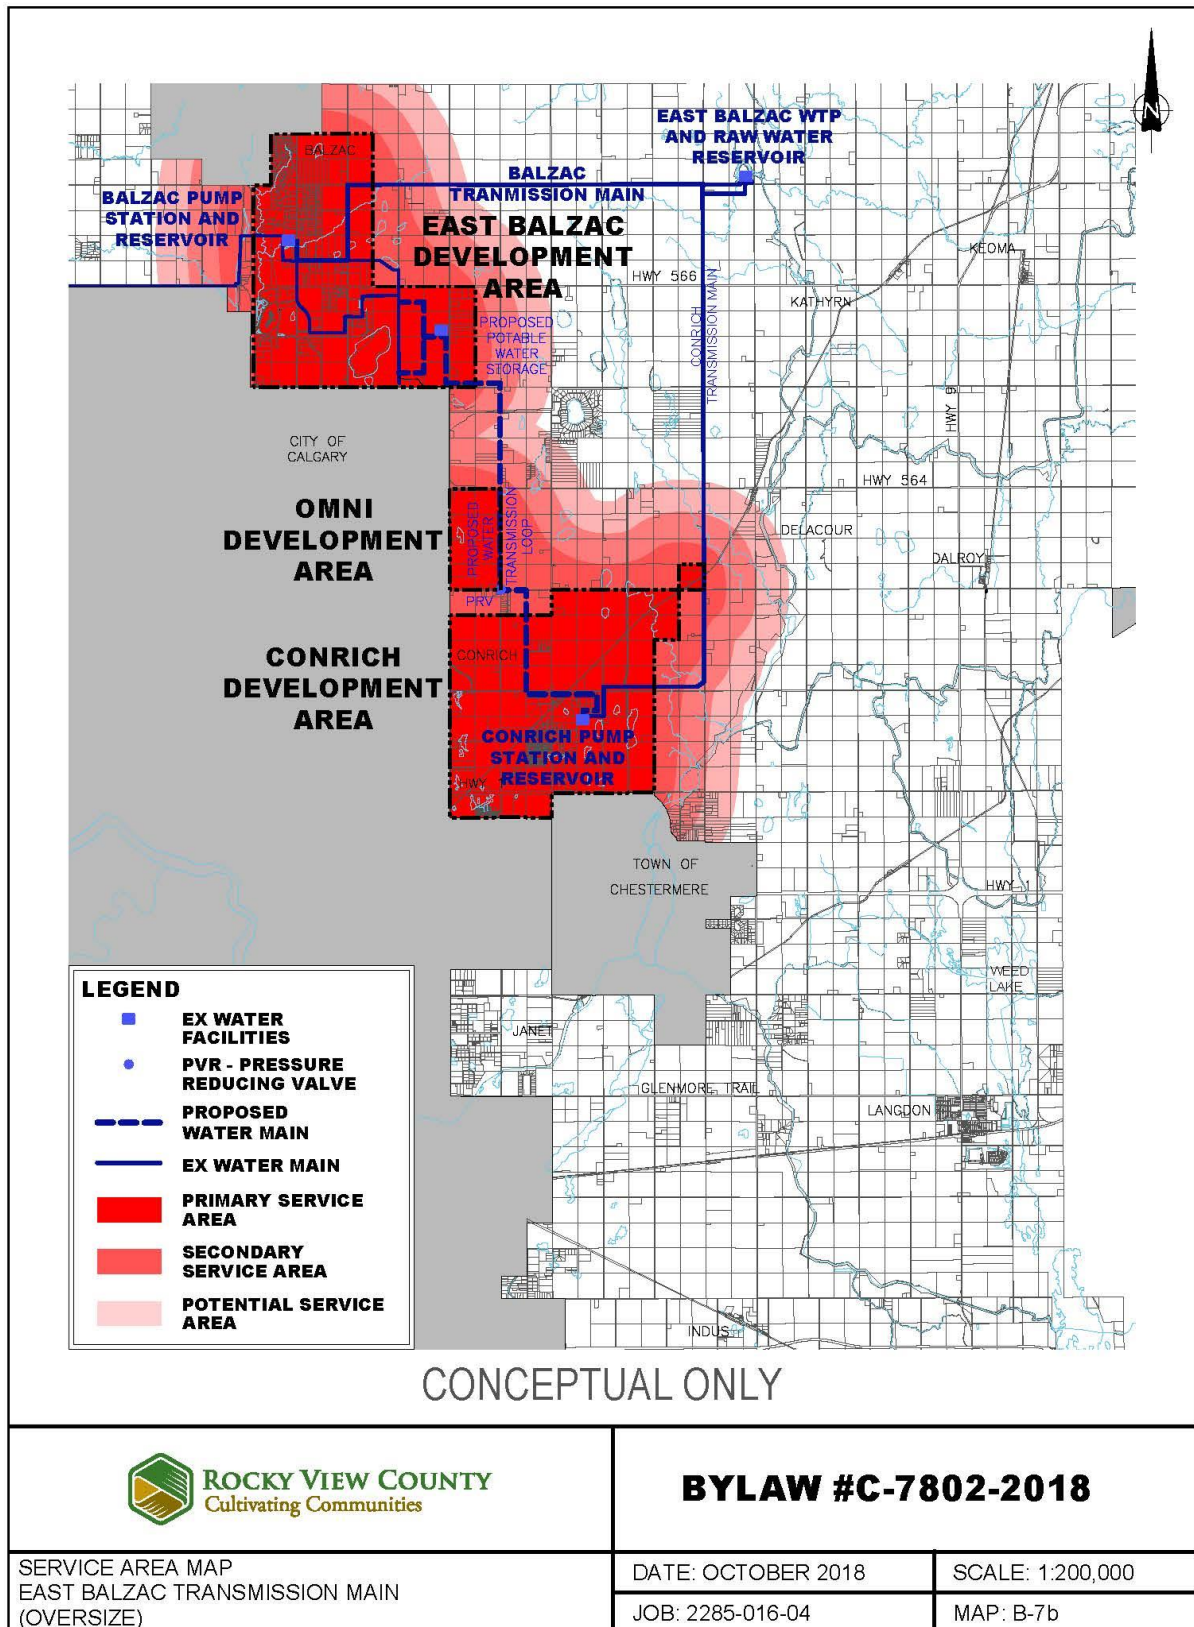 N
BALZAC
EAST BALZAC WTP
AND RAW WATER
RESERVOIR
BALZAC
TRANMISSION MAIN
BALZAC PUMP
STATION AND
RESERVOIR
EAST BALZAC
DEVELOPMENT
AREA
KEOMA
HWY 566
KATHYRN
CONRICH
TRANSMISSION MAIN
PROPOSED
POTABLE
WATER
STORAGE
HWY 9
CITY OF
CALGARY
HWY 564
OMNI
DEVELOPMENT
AREA
PROPOSED
WATER
TRANSMISSION
LOOP
DELACOUR
DALROY
PRV
CONRICH
CONRICH
DEVELOPMENT
AREA
CONRICH PUMP
STATION AND
RESERVOIR
HWY 1
TOWN OF
CHESTERMERE
HWY 1
WEED
LAKE
JANET
GLENMORE TRAIL
LANGDON
INDUS
LEGEND
EX WATER
FACILITIES
PVR - PRESSURE
REDUCING VALVE
PROPOSED
WATER MAIN
EX WATER MAIN
PRIMARY SERVICE
AREA
SECONDARY
SERVICE AREA
POTENTIAL SERVICE
AREA
CONCEPTUAL ONLY
ROCKY VIEW COUNTY
Cultivating Communities
BYLAW #C-7802-2018
SERVICE AREA MAP
EAST BALZAC TRANSMISSION MAIN
(OVERSIZE)
DATE: OCTOBER 2018
SCALE: 1:200,000
JOB: 2285-016-04
MAP: B-7b